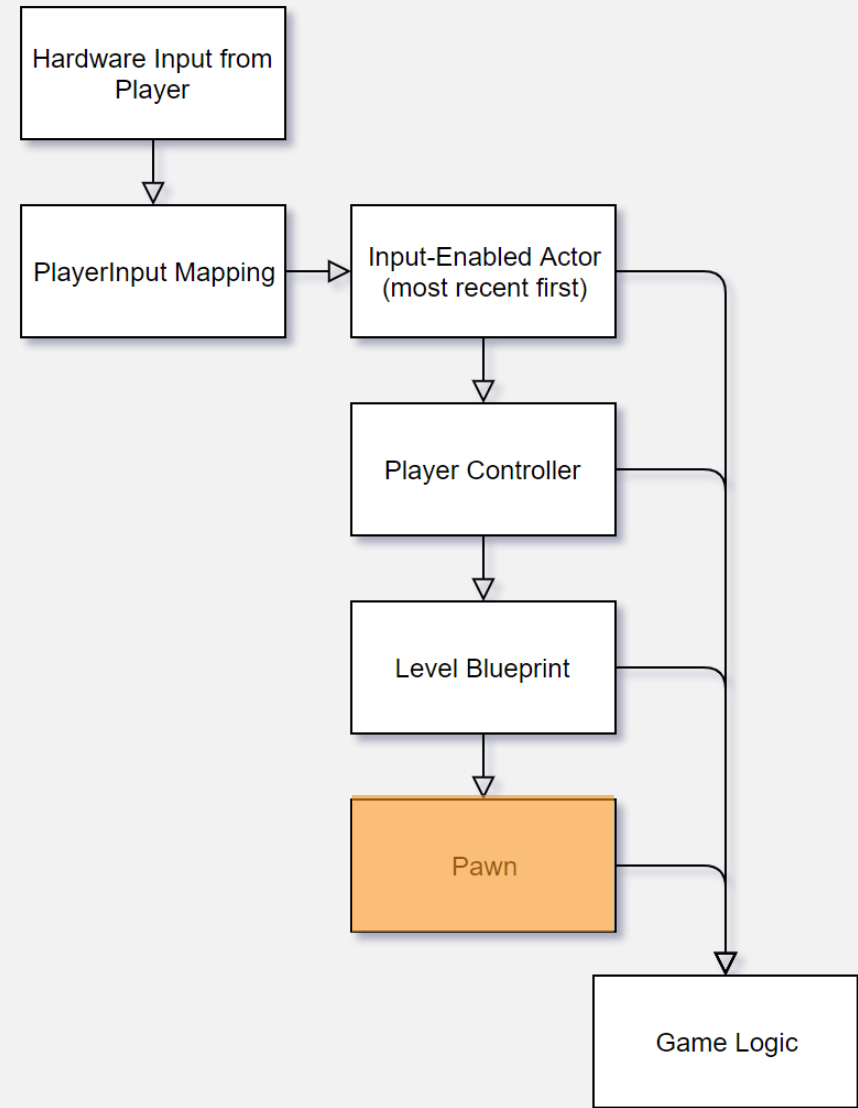 Hardware Input from
Player
PlayerInput Mapping
Input-Enabled Actor
(most recent first)
Player Controller
Level Blueprint
Pawn
Game Logic